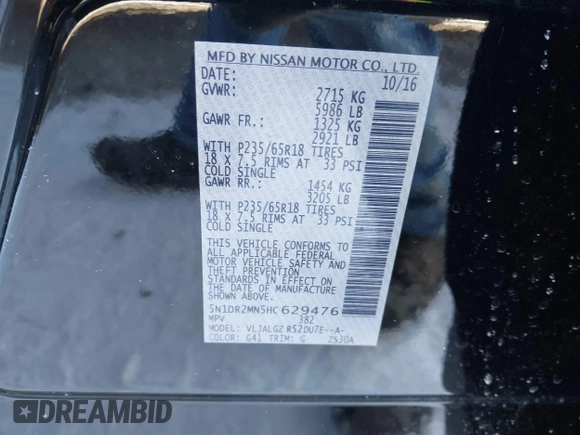 MFD BY NISSAN MOTOR CO., LTD.
DATE: 10/16
GVWR: 2715 KG
5986 LB
GAWR FR.: 1325 KG
2921 LB
WITH P235/65R18 TIRES
18 X 7.5 RIMS AT 33 PSI
COLD SINGLE
GAWR RR.: 1454 KG
3205 LB
WITH P235/65R18 TIRES
18 X 7.5 RIMS AT 33 PSI
COLD SINGLE
THIS VEHICLE CONFORMS TO
ALL APPLICABLE FEDERAL
MOTOR VEHICLE SAFETY AND
THEFT PREVENTION
STANDARDS IN EFFECT ON
THE DATE OF MANUFACTURE
SHOWN ABOVE.
5N1DR2MN5HC629476
MPV 382
MODEL: VLJALGZ R52DU7E--A-
COLOR: G41 TRIM: G ZS30A
DREAMBID